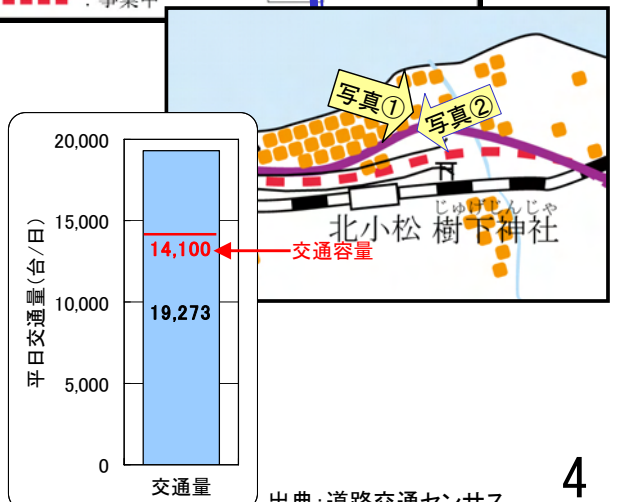 ：事業中
写真①
写真②
じゅげじんじゃ
北小松 樹下神社
20,000
15,000
10,000
5,000
0
平日交通量(台/日)
14,100
交通容量
19,273
交通量
出典：道路交通センサス
4